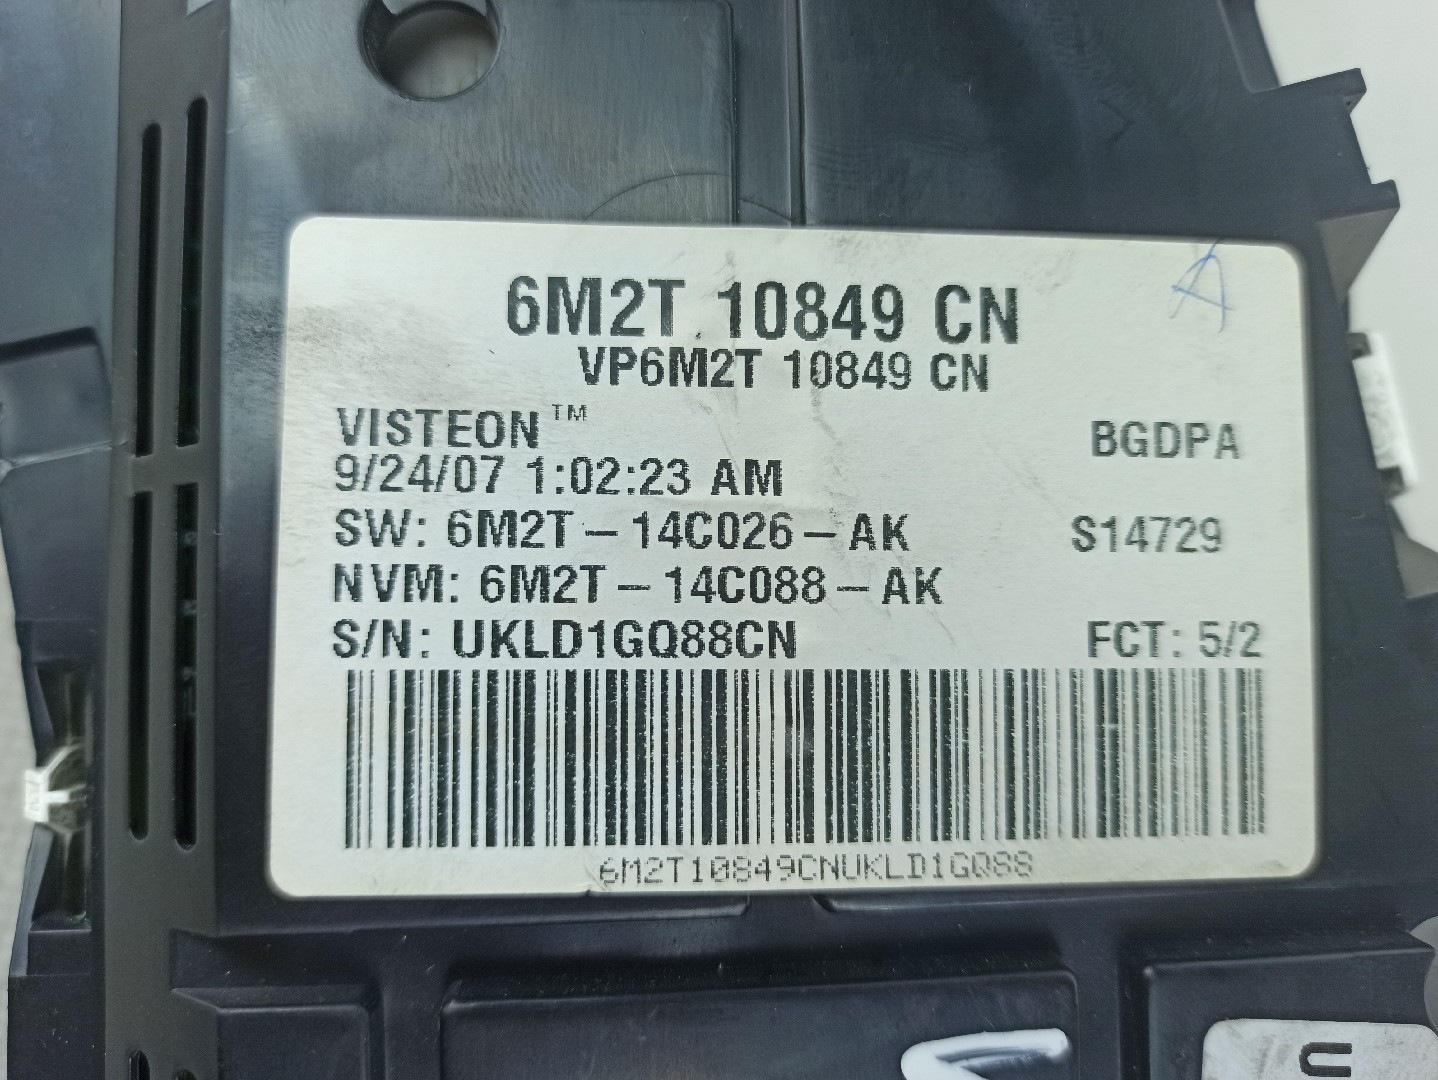 6M2T 10849 CN
VP6M2T 10849 CN
VISTEON™
BGDPA
9/24/07 1:02:23 AM
SW: 6M2T-14C026-AK
S14729
NVM: 6M2T-14C088-AK
S/N: UKLD1GQ88CN
FCT: 5/2
6M2T10849CNUKLD1GQ88